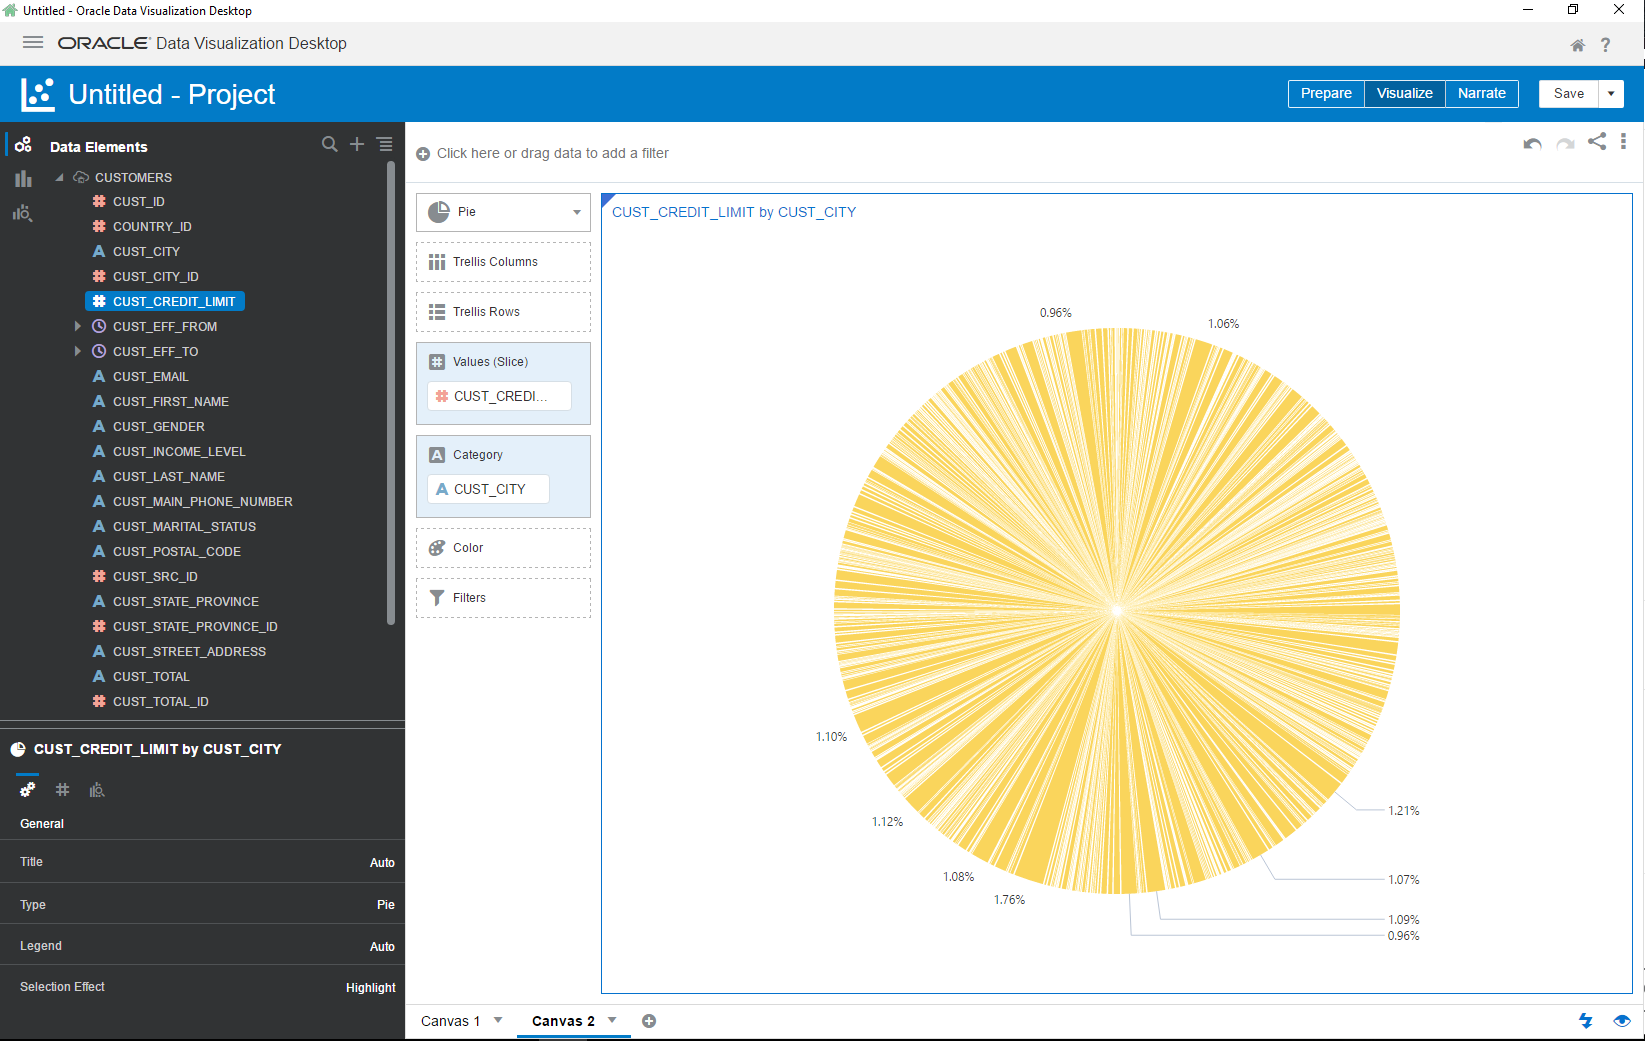 Untitled - Oracle Data Visualization Desktop
ORACLE Data Visualization Desktop
?
Untitled - Project
Prepare
Visualize
Narrate
Save
Data Elements
CUSTOMERS
CUST_ID
COUNTRY_ID
CUST_CITY
CUST_CITY_ID
CUST_CREDIT_LIMIT
CUST_EFF_FROM
CUST_EFF_TO
CUST_EMAIL
CUST_FIRST_NAME
CUST_GENDER
CUST_INCOME_LEVEL
CUST_LAST_NAME
CUST_MAIN_PHONE_NUMBER
CUST_MARITAL_STATUS
CUST_POSTAL_CODE
CUST_SRC_ID
CUST_STATE_PROVINCE
CUST_STATE_PROVINCE_ID
CUST_STREET_ADDRESS
CUST_TOTAL
CUST_TOTAL_ID
CUST_CREDIT_LIMIT by CUST_CITY
General
Title Auto
Type Pie
Legend Auto
Selection Effect Highlight
Click here or drag data to add a filter
Pie
Trellis Columns
Trellis Rows
Values (Slice)
CUST_CREDI...
Category
CUST_CITY
Color
Filters
CUST_CREDIT_LIMIT by CUST_CITY
0.96%
1.06%
1.10%
1.21%
1.12%
1.08%
1.07%
1.76%
1.09%
0.96%
Canvas 1
Canvas 2